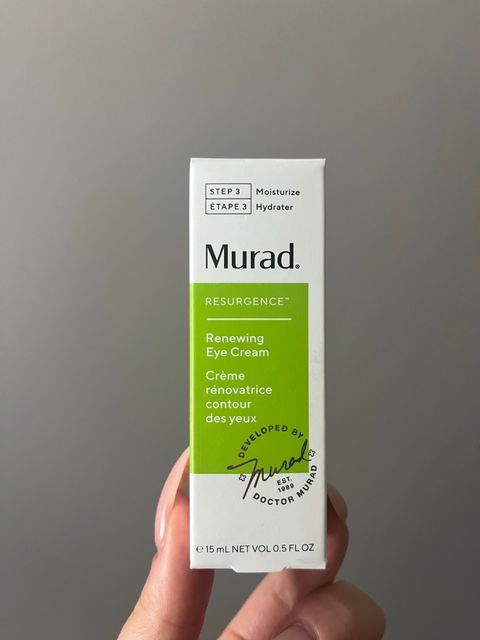 STEP 3 Moisturize
ÉTAPE 3 Hydrater
Murad®
RESURGENCE™
Renewing
Eye Cream
Crème
rénovatrice
contour
des yeux
DEVELOPED BY
Murad
EST.
1989
DOCTOR MURAD
℮ 15 mL NET VOL 0.5 FL OZ